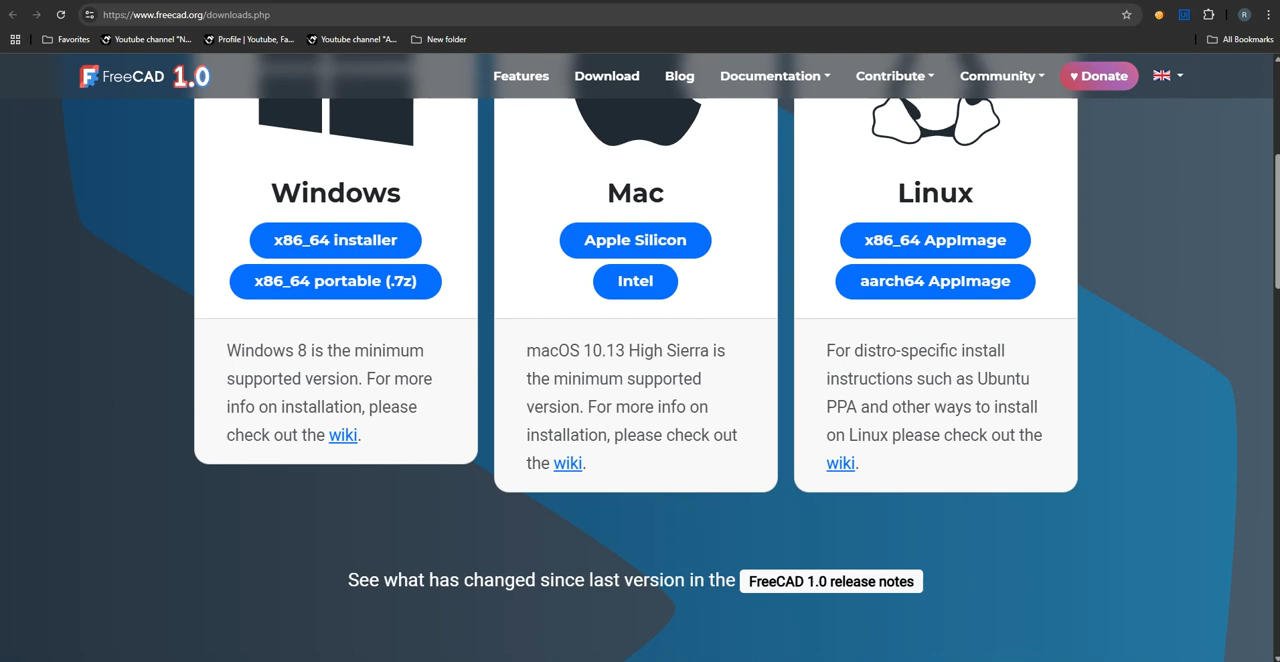 https://www.freecad.org/downloads.php
R
Favorites
Youtube channel "N...
Profile | Youtube, Fa...
Youtube channel "A...
New folder
All Bookmarks
FreeCAD 1.0
Features
Download
Blog
Documentation
Contribute
Community
♥ Donate
Windows
x86_64 installer
x86_64 portable (.7z)
Windows 8 is the minimum
supported version. For more
info on installation, please
check out the wiki.
Mac
Apple Silicon
Intel
macOS 10.13 High Sierra is
the minimum supported
version. For more info on
installation, please check out
the wiki.
Linux
x86_64 AppImage
aarch64 AppImage
For distro-specific install
instructions such as Ubuntu
PPA and other ways to install
on Linux please check out the
wiki.
See what has changed since last version in the FreeCAD 1.0 release notes